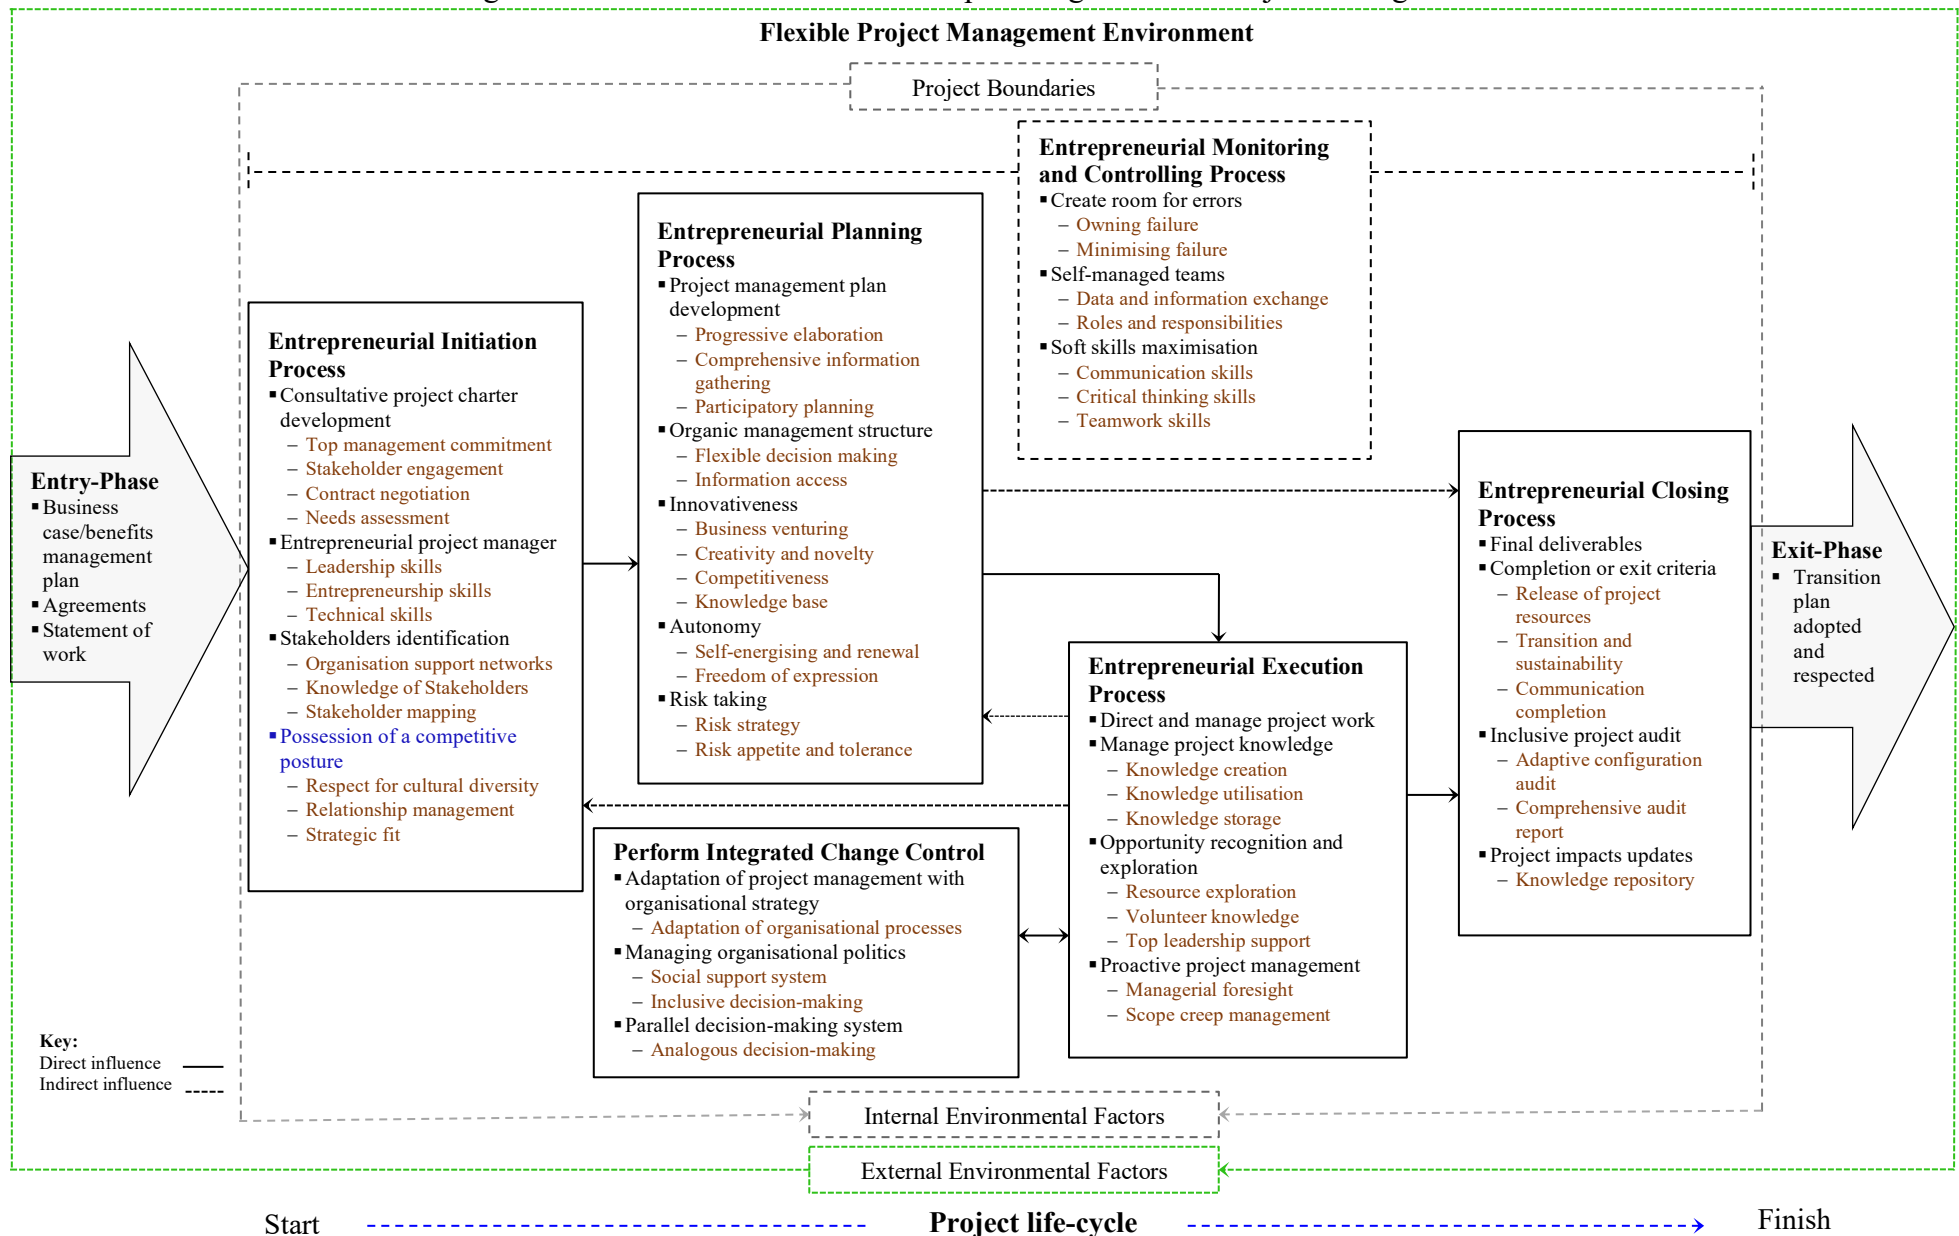 Flexible Project Management Environment
Project Boundaries
Entry-Phase
▪ Business
case/benefits
management
plan
▪ Agreements
▪ Statement of
work
Entrepreneurial Initiation
Process
▪ Consultative project charter
development
– Top management commitment
– Stakeholder engagement
– Contract negotiation
– Needs assessment
▪ Entrepreneurial project manager
– Leadership skills
– Entrepreneurship skills
– Technical skills
▪ Stakeholders identification
– Organisation support networks
– Knowledge of Stakeholders
– Stakeholder mapping
▪ Possession of a competitive
posture
– Respect for cultural diversity
– Relationship management
– Strategic fit
Entrepreneurial Planning
Process
▪ Project management plan
development
– Progressive elaboration
– Comprehensive information
gathering
– Participatory planning
▪ Organic management structure
– Flexible decision making
– Information access
▪ Innovativeness
– Business venturing
– Creativity and novelty
– Competitiveness
– Knowledge base
▪ Autonomy
– Self-energising and renewal
– Freedom of expression
▪ Risk taking
– Risk strategy
– Risk appetite and tolerance
Entrepreneurial Monitoring
and Controlling Process
▪ Create room for errors
– Owning failure
– Minimising failure
▪ Self-managed teams
– Data and information exchange
– Roles and responsibilities
▪ Soft skills maximisation
– Communication skills
– Critical thinking skills
– Teamwork skills
Perform Integrated Change Control
▪ Adaptation of project management with
organisational strategy
– Adaptation of organisational processes
▪ Managing organisational politics
– Social support system
– Inclusive decision-making
▪ Parallel decision-making system
– Analogous decision-making
Entrepreneurial Execution
Process
▪ Direct and manage project work
▪ Manage project knowledge
– Knowledge creation
– Knowledge utilisation
– Knowledge storage
▪ Opportunity recognition and
exploration
– Resource exploration
– Volunteer knowledge
– Top leadership support
▪ Proactive project management
– Managerial foresight
– Scope creep management
Entrepreneurial Closing
Process
▪ Final deliverables
▪ Completion or exit criteria
– Release of project
resources
– Transition and
sustainability
– Communication
completion
▪ Inclusive project audit
– Adaptive configuration
audit
– Comprehensive audit
report
▪ Project impacts updates
– Knowledge repository
Exit-Phase
▪ Transition
plan
adopted
and
respected
Key:
Direct influence
Indirect influence
Internal Environmental Factors
External Environmental Factors
Start
Project life-cycle
Finish